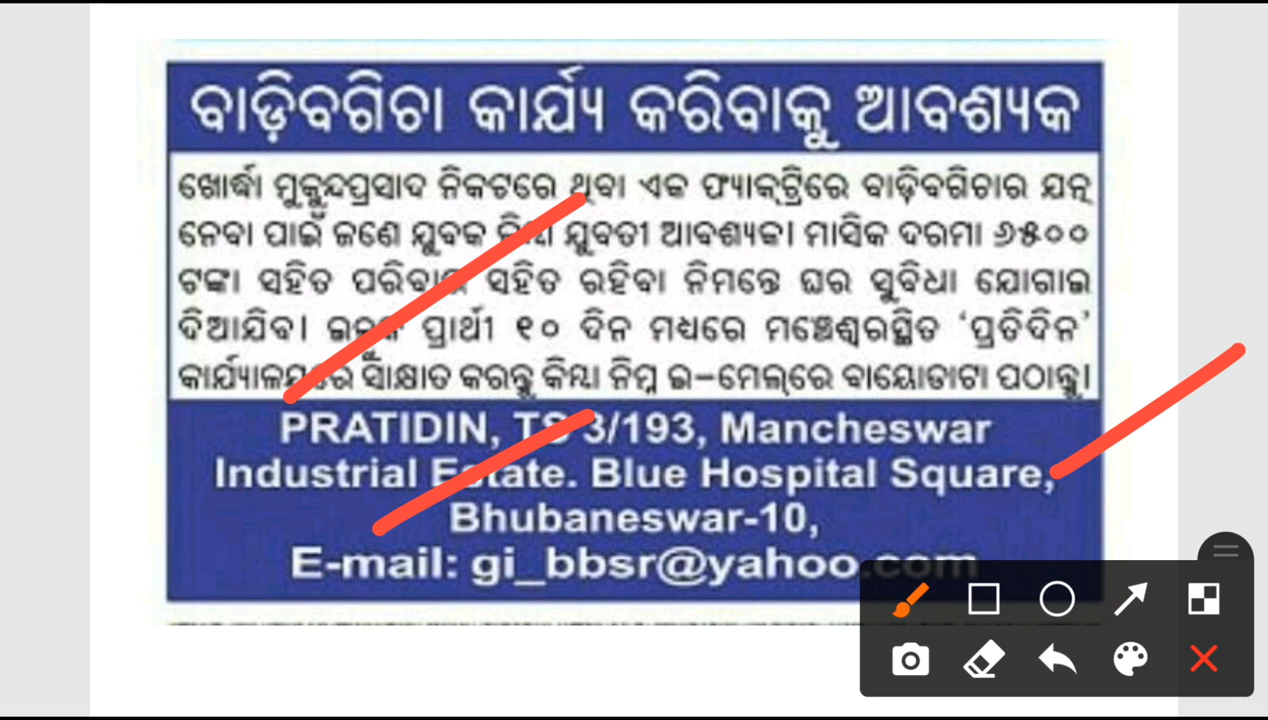 ବାଡ଼ିବଗିଚା କାର୍ଯ୍ୟ କରିବାକୁ ଆବଶ୍ୟକ
ଖୋର୍ଦ୍ଧା ମୁକୁନ୍ଦପ୍ରସାଦ ନିକଟରେ ଥିବା ଏକ ଫ୍ୟାକ୍ଟ୍ରିରେ ବାଡ଼ିବଗିଚାର ଯତ୍ନ
ନେବା ପାଇଁ ଜଣେ ଯୁବକ କିମ୍ବା ଯୁବତୀ ଆବଶ୍ୟକ। ମାସିକ ଦରମା ୬୫୦୦
ଟଙ୍କା ସହିତ ପରିବାର ସହିତ ରହିବା ନିମନ୍ତେ ଘର ସୁବିଧା ଯୋଗାଇ
ଦିଆଯିବ। ଇଚ୍ଛୁକ ପ୍ରାର୍ଥୀ ୧୦ ଦିନ ମଧ୍ୟରେ ମଞ୍ଚେଶ୍ୱରସ୍ଥିତ ‘ପ୍ରତିଦିନ’
କାର୍ଯ୍ୟାଳୟରେ ସାକ୍ଷାତ କରନ୍ତୁ କିମ୍ବା ନିମ୍ନ ଇ-ମେଲ୍‌ରେ ବାୟୋଡାଟା ପଠାନ୍ତୁ।
PRATIDIN, TS 3/193, Mancheswar
Industrial Estate. Blue Hospital Square,
Bhubaneswar-10,
E-mail: gi_bbsr@yahoo.com